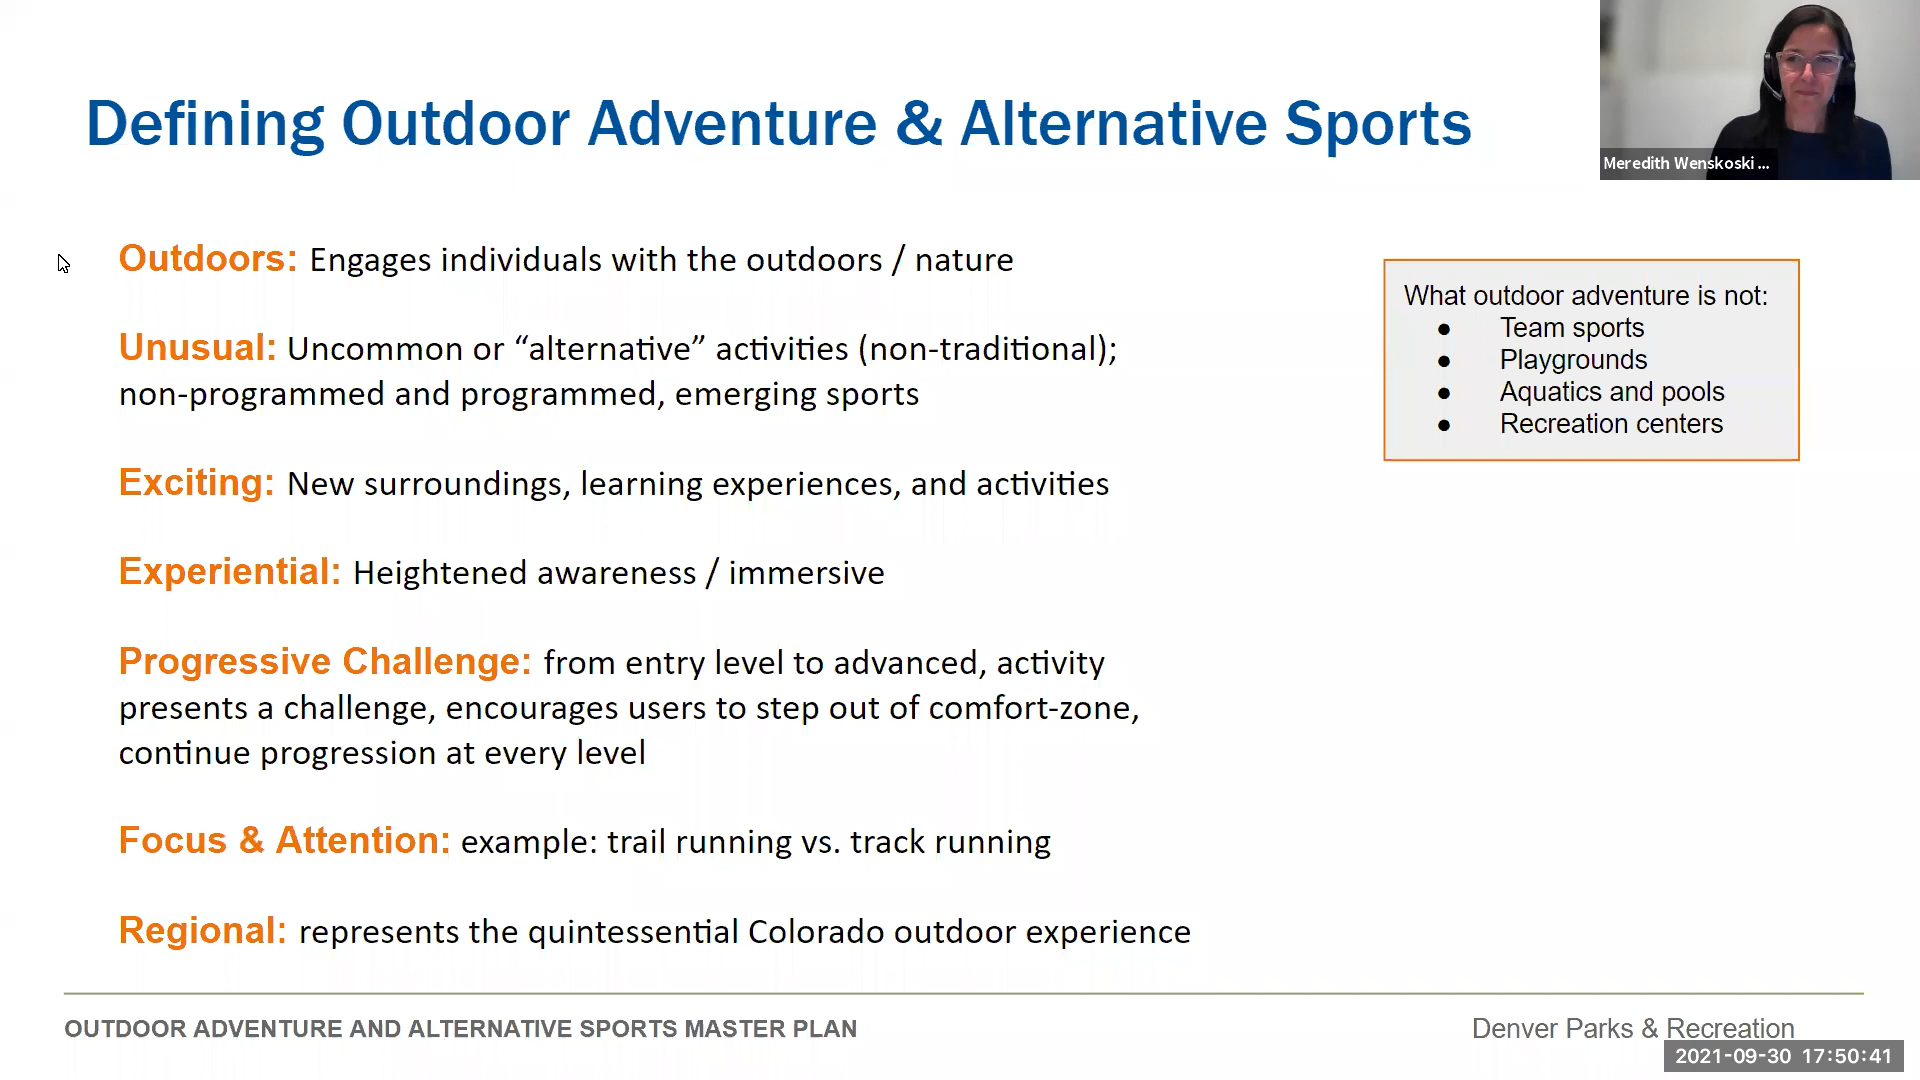 Defining Outdoor Adventure & Alternative Sports
Meredith Wenskoski ...
Outdoors: Engages individuals with the outdoors / nature
Unusual: Uncommon or “alternative” activities (non-traditional);
non-programmed and programmed, emerging sports
Exciting: New surroundings, learning experiences, and activities
Experiential: Heightened awareness / immersive
Progressive Challenge: from entry level to advanced, activity
presents a challenge, encourages users to step out of comfort-zone,
continue progression at every level
Focus & Attention: example: trail running vs. track running
Regional: represents the quintessential Colorado outdoor experience
What outdoor adventure is not:
● Team sports
● Playgrounds
● Aquatics and pools
● Recreation centers
OUTDOOR ADVENTURE AND ALTERNATIVE SPORTS MASTER PLAN
Denver Parks & Recreation
2021-09-30 17:50:41